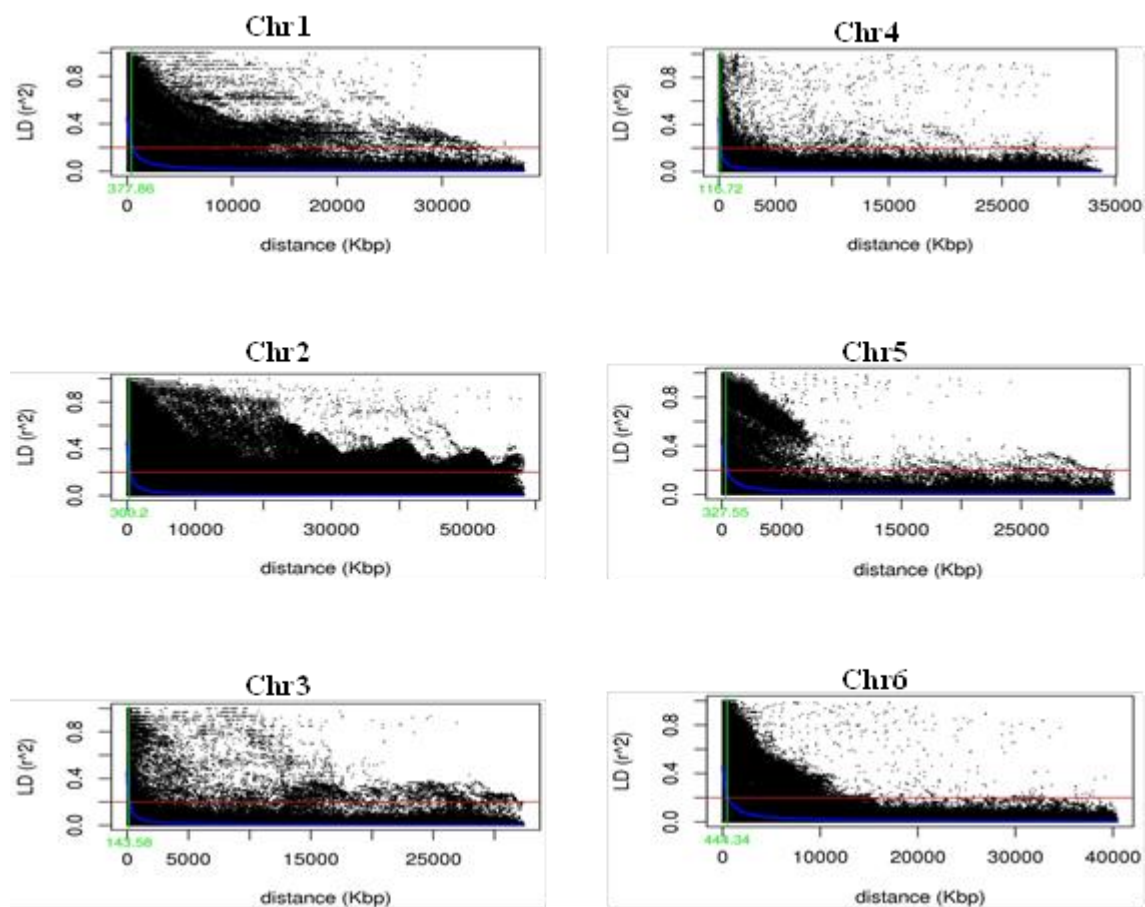 Chr1
LD (r^2)
0.0 0.4 0.8
377.86
0 10000 20000 30000
distance (Kbp)
Chr4
LD (r^2)
0.0 0.4 0.8
116.72
0 5000 15000 25000 35000
distance (Kbp)
Chr2
LD (r^2)
0.0 0.4 0.8
0 10000 30000 50000
distance (Kbp)
Chr5
LD (r^2)
0.0 0.4 0.8
327.55
0 5000 15000 25000
distance (Kbp)
Chr3
LD (r^2)
0.0 0.4 0.8
143.58
0 5000 15000 25000
distance (Kbp)
Chr6
LD (r^2)
0.0 0.4 0.8
444.34
0 10000 20000 30000 40000
distance (Kbp)